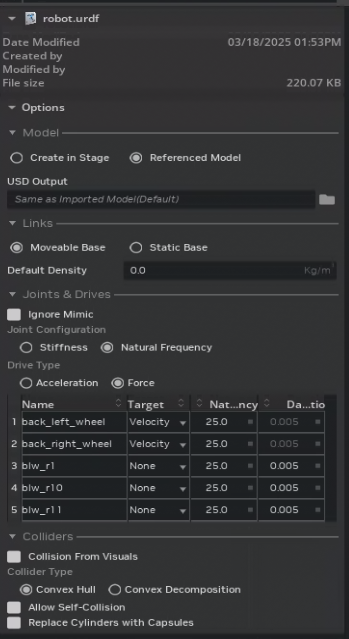 robot.urdf
Date Modified 03/18/2025 01:53PM
Created by
Modified by
File size 220.07 KB
Options
Model
Create in Stage Referenced Model
USD Output
Same as Imported Model(Default)
Links
Moveable Base Static Base
Default Density 0.0 Kg/m³
Joints & Drives
Ignore Mimic
Joint Configuration
Stiffness Natural Frequency
Drive Type
Acceleration Force
Name Target Nat...ncy Da...tio
1 back_left_wheel Velocity 25.0 0.005
2 back_right_wheel Velocity 25.0 0.005
3 blw_r1 None 25.0 0.005
4 blw_r10 None 25.0 0.005
5 blw_r11 None 25.0 0.005
Colliders
Collision From Visuals
Collider Type
Convex Hull Convex Decomposition
Allow Self-Collision
Replace Cylinders with Capsules